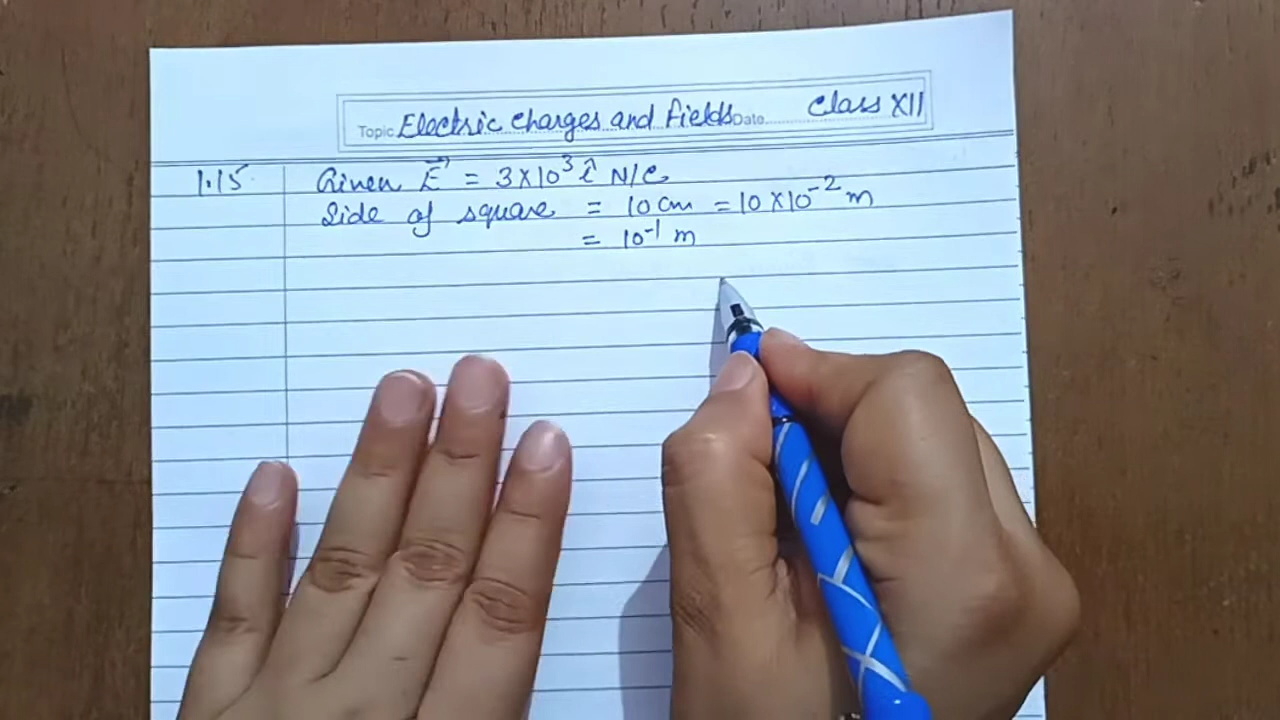 Topic Electric charges and fields Date Class XII
1.15 Given E⃗ = 3×10³ î N/C
Side of square = 10 cm = 10×10⁻² m
= 10⁻¹ m